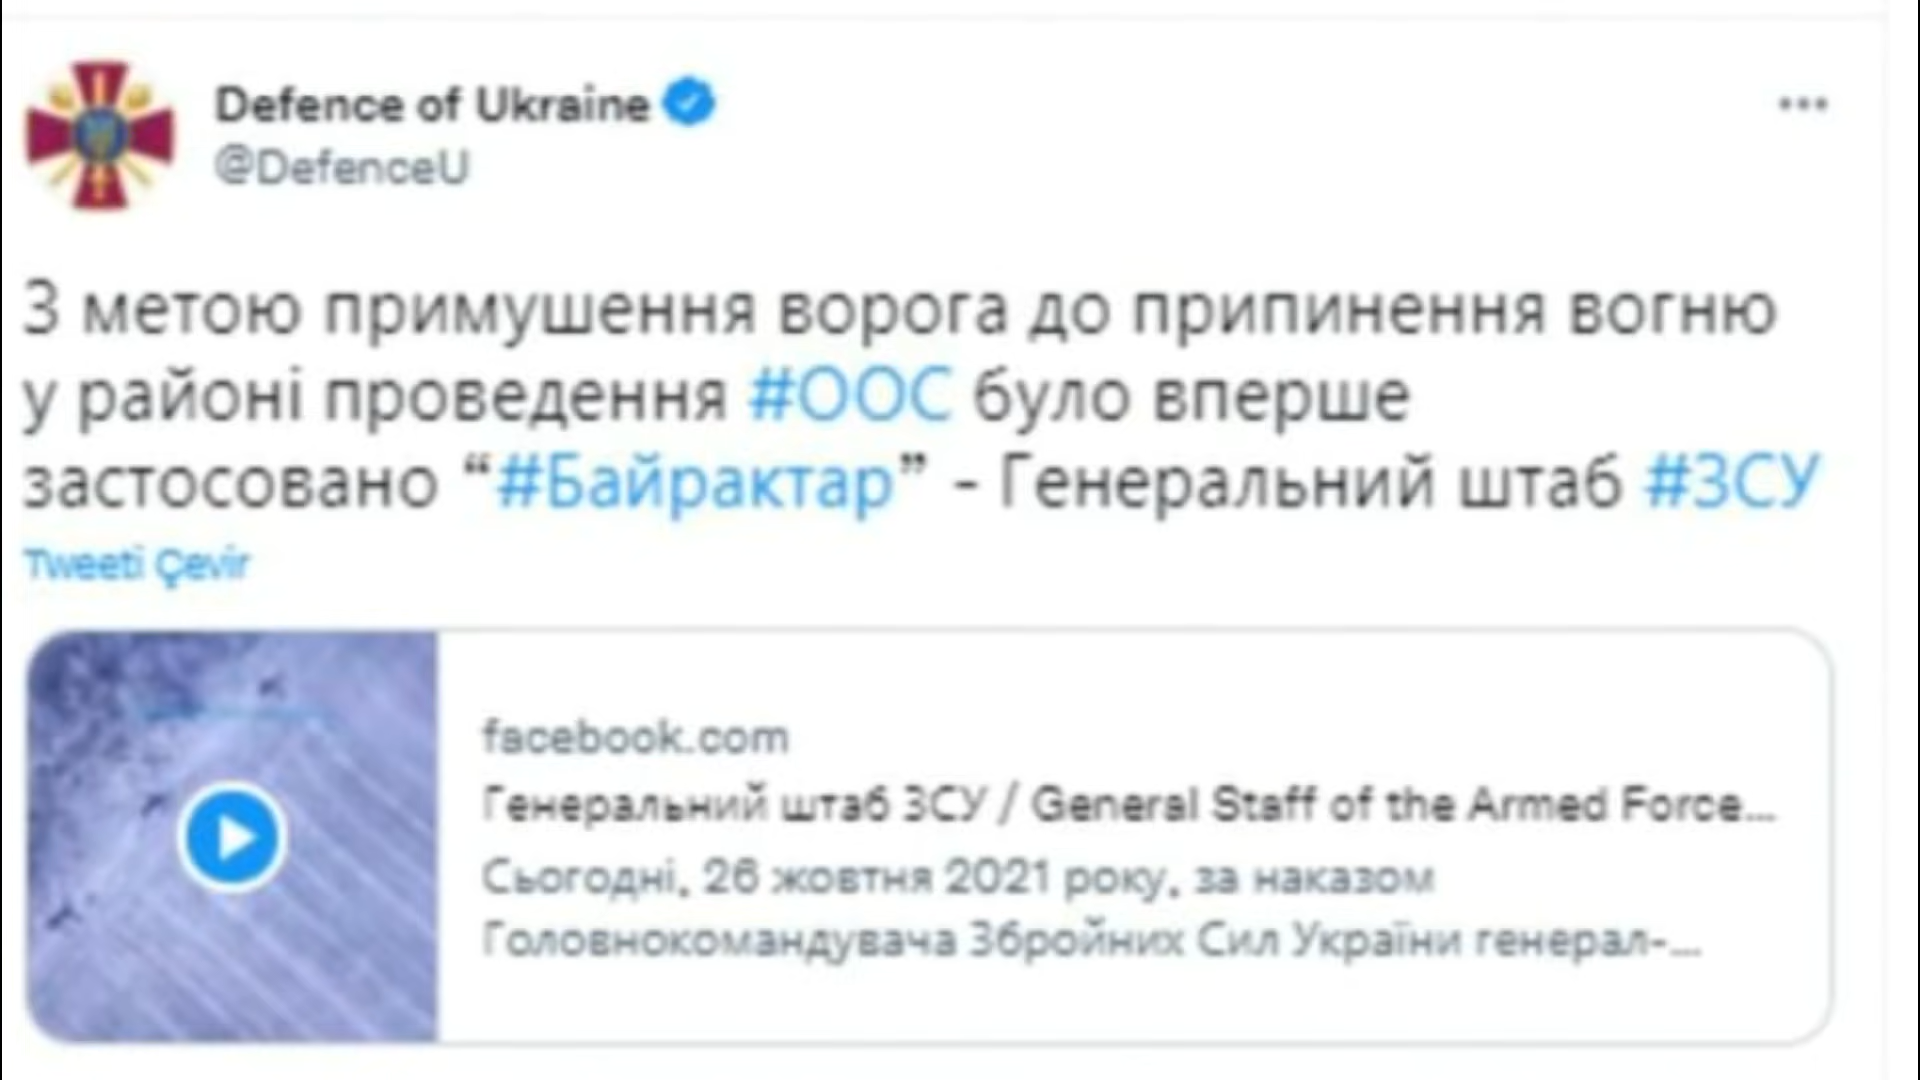 Defence of Ukraine
@DefenceU
З метою примушення ворога до припинення вогню
у районі проведення #ООС було вперше
застосовано “#Байрактар” - Генеральний штаб #ЗСУ
Tweeti Çevir
facebook.com
Генеральний штаб ЗСУ / General Staff of the Armed Force...
Сьогодні, 26 жовтня 2021 року, за наказом
Головнокомандувача Збройних Сил України генерал-...